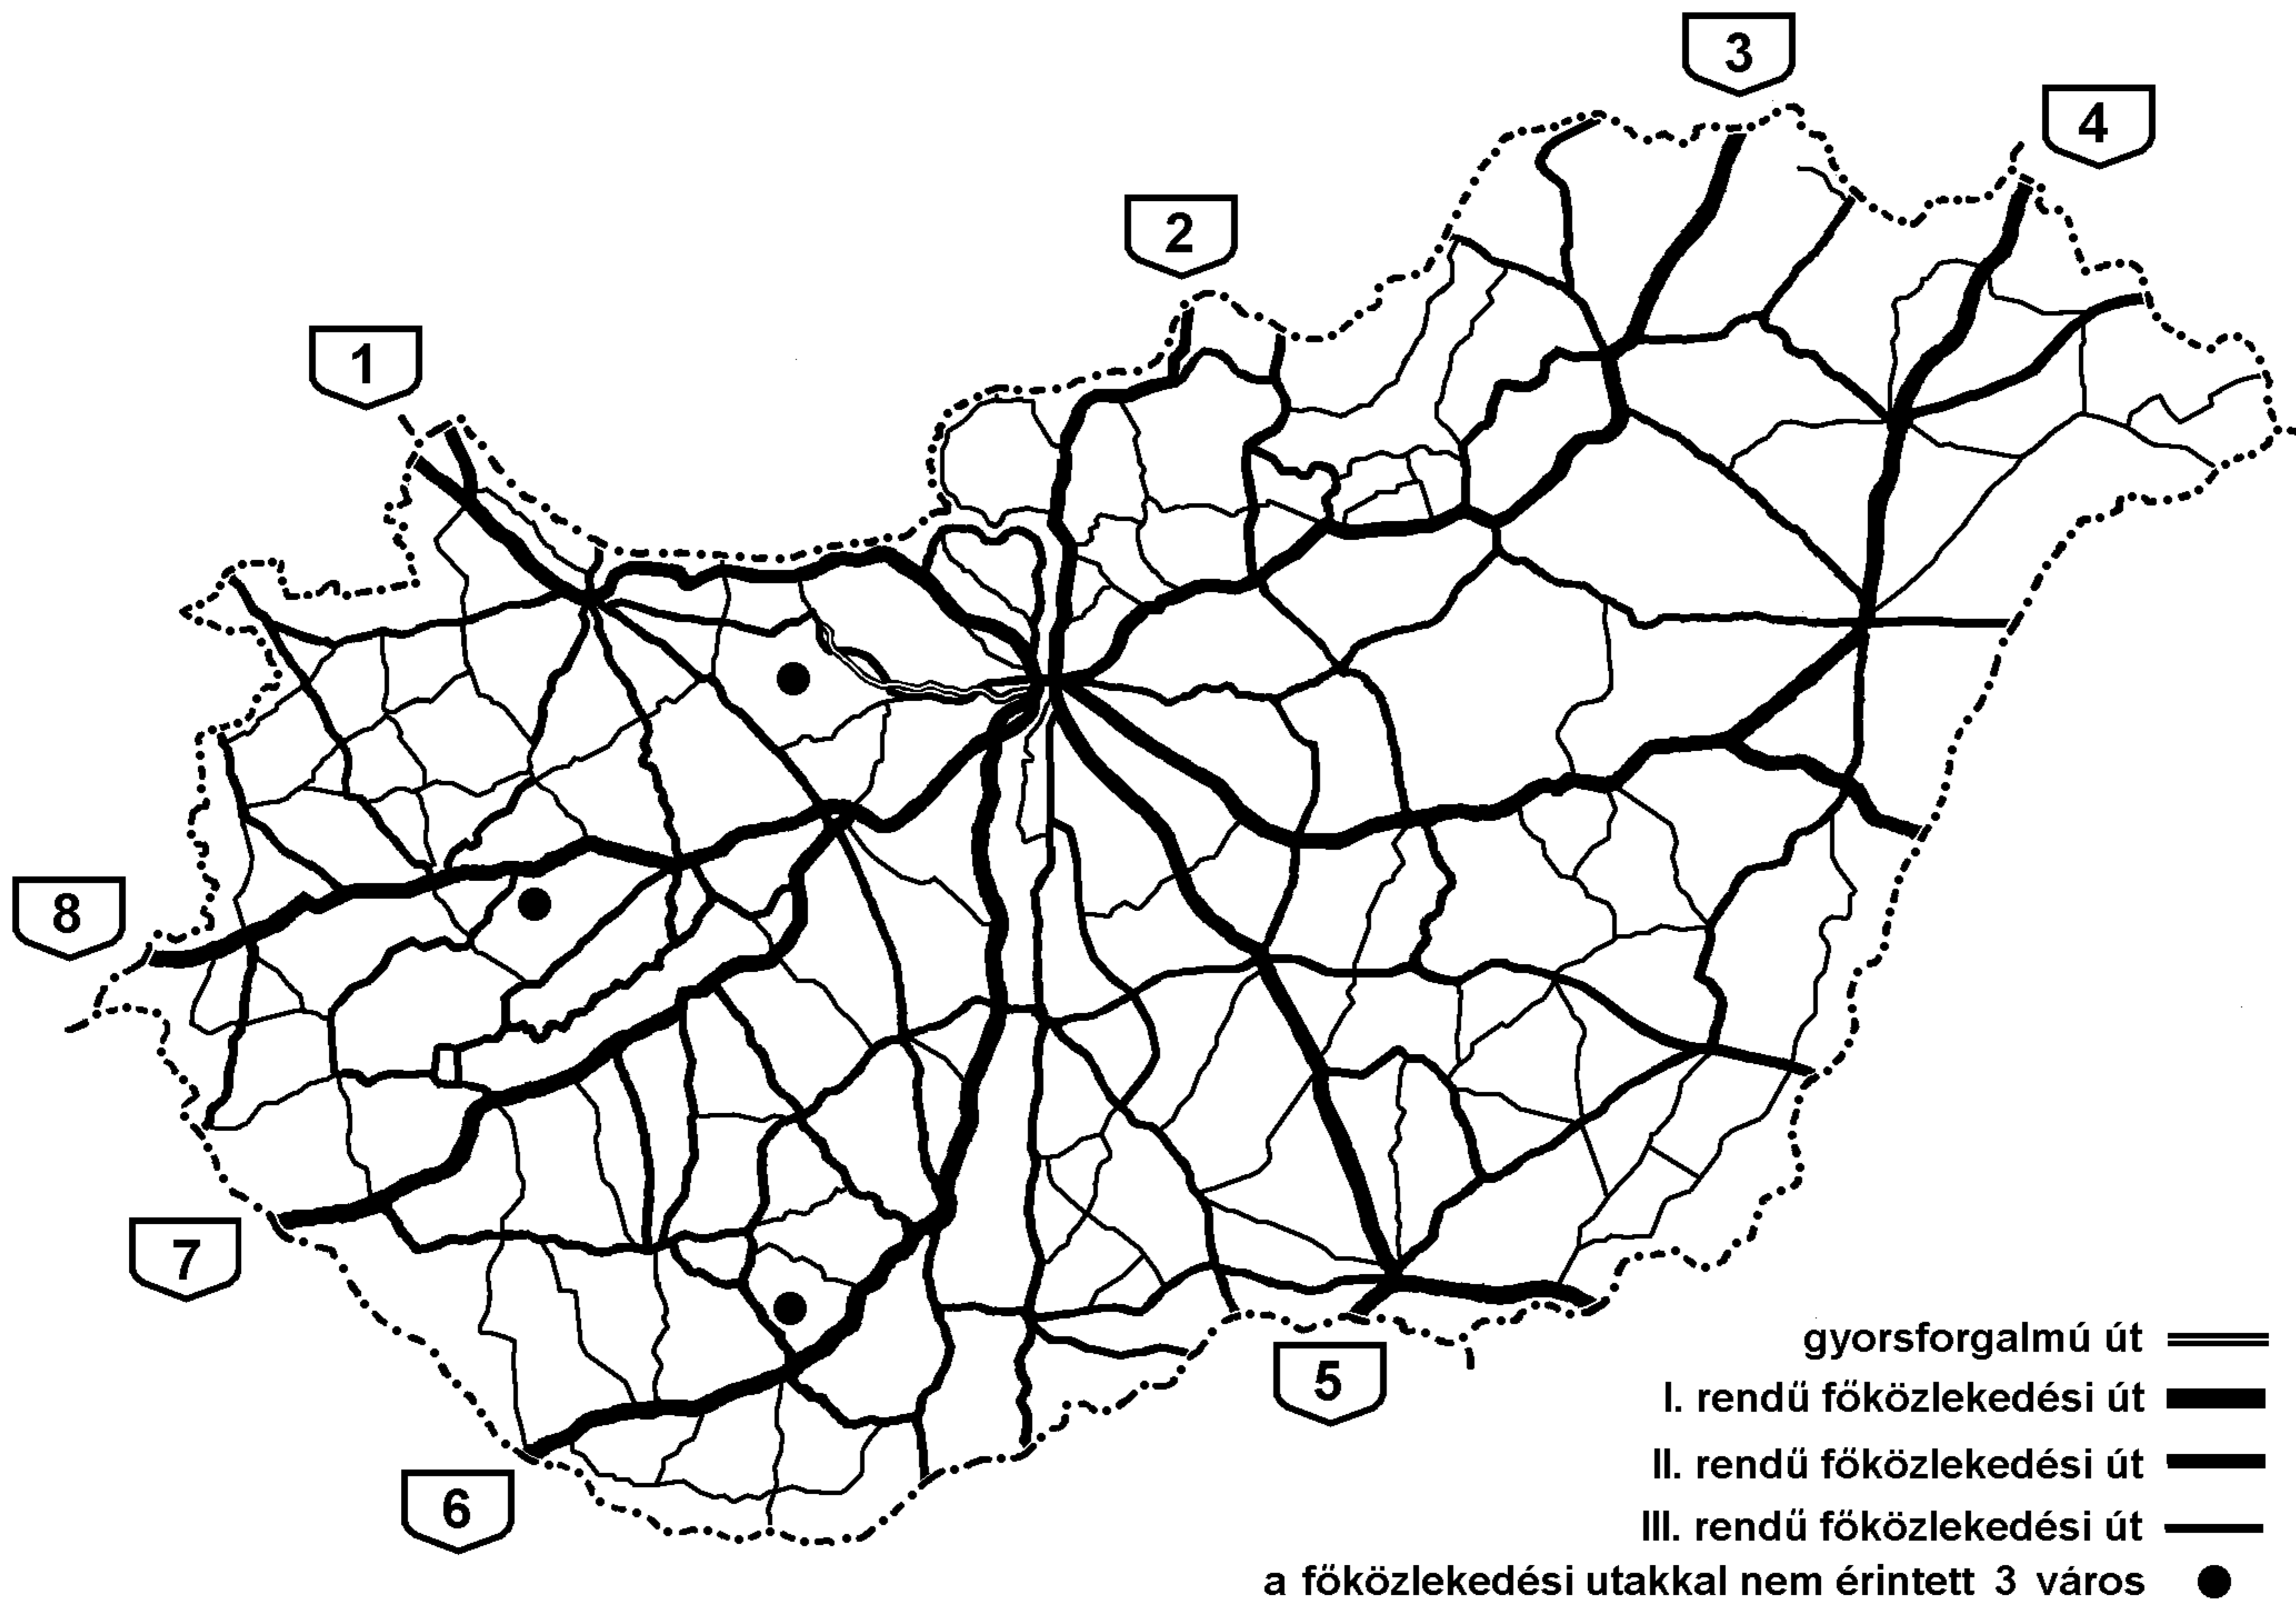 3
4
2
1
8
7
5
6
gyorsforgalmú út
I. rendű főközlekedési út
II. rendű főközlekedési út
III. rendű főközlekedési út
a főközlekedési utakkal nem érintett 3 város